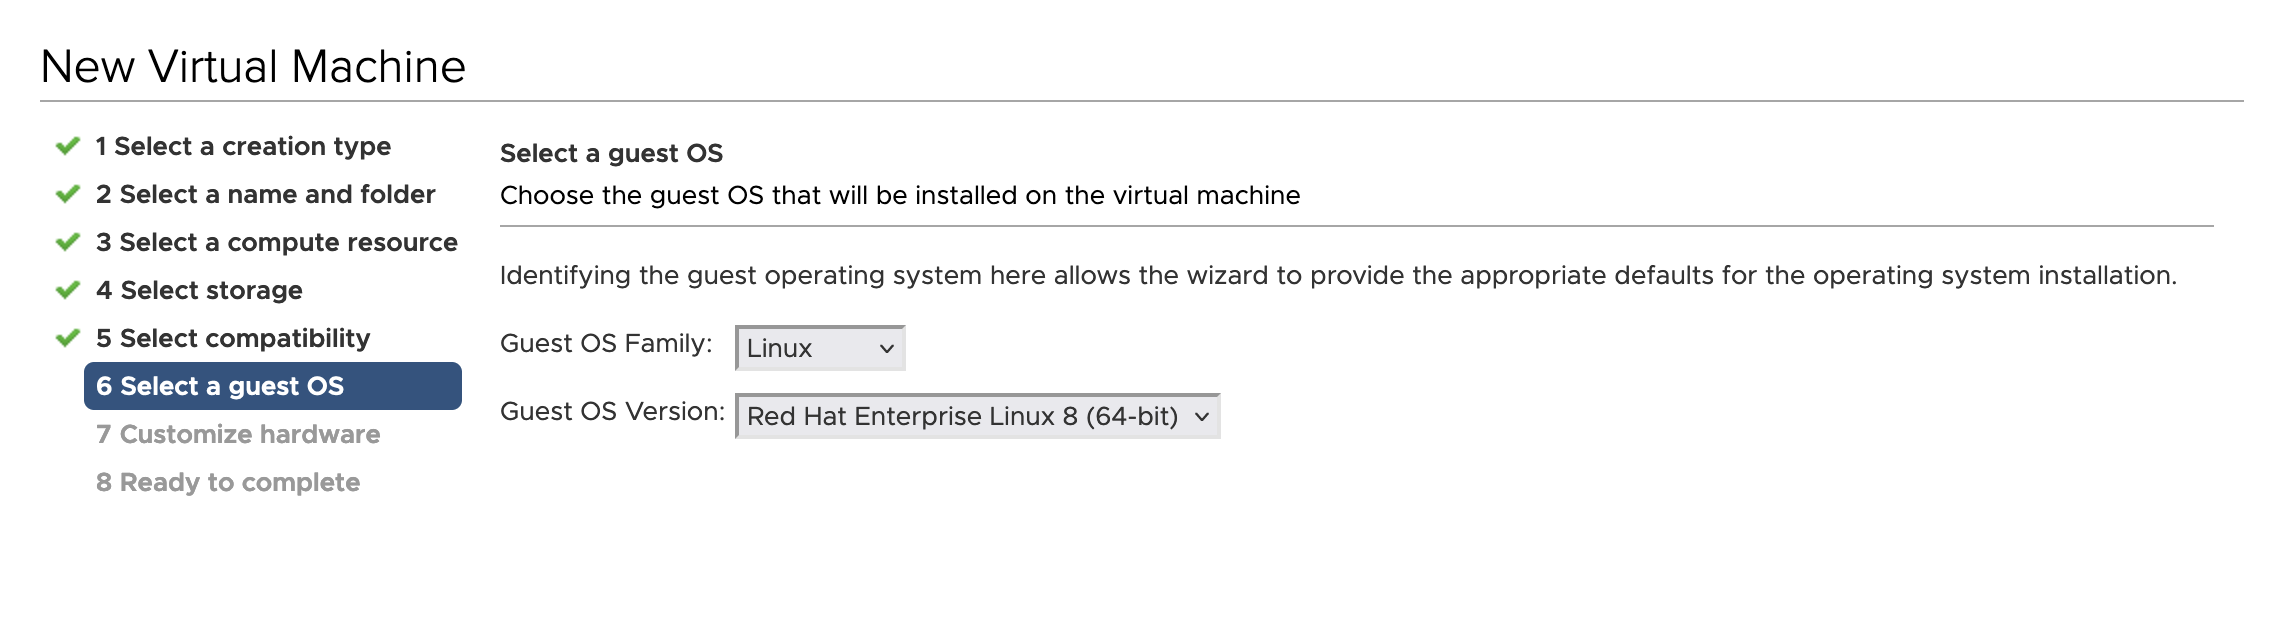 New Virtual Machine
1 Select a creation type
2 Select a name and folder
3 Select a compute resource
4 Select storage
5 Select compatibility
6 Select a guest OS
7 Customize hardware
8 Ready to complete
Select a guest OS
Choose the guest OS that will be installed on the virtual machine
Identifying the guest operating system here allows the wizard to provide the appropriate defaults for the operating system installation.
Guest OS Family: Linux
Guest OS Version: Red Hat Enterprise Linux 8 (64-bit)